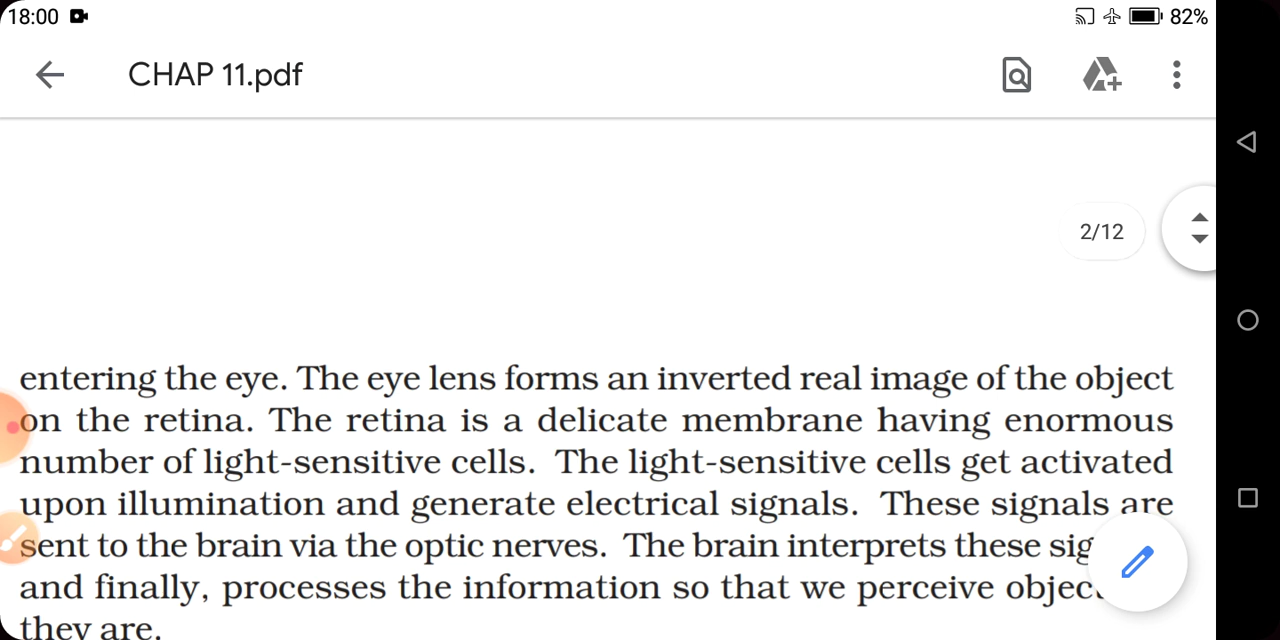 18:00
82%
CHAP 11.pdf
2/12
entering the eye. The eye lens forms an inverted real image of the object
on the retina. The retina is a delicate membrane having enormous
number of light-sensitive cells. The light-sensitive cells get activated
upon illumination and generate electrical signals. These signals are
sent to the brain via the optic nerves. The brain interprets these
and finally, processes the information so that we perceive
they are.